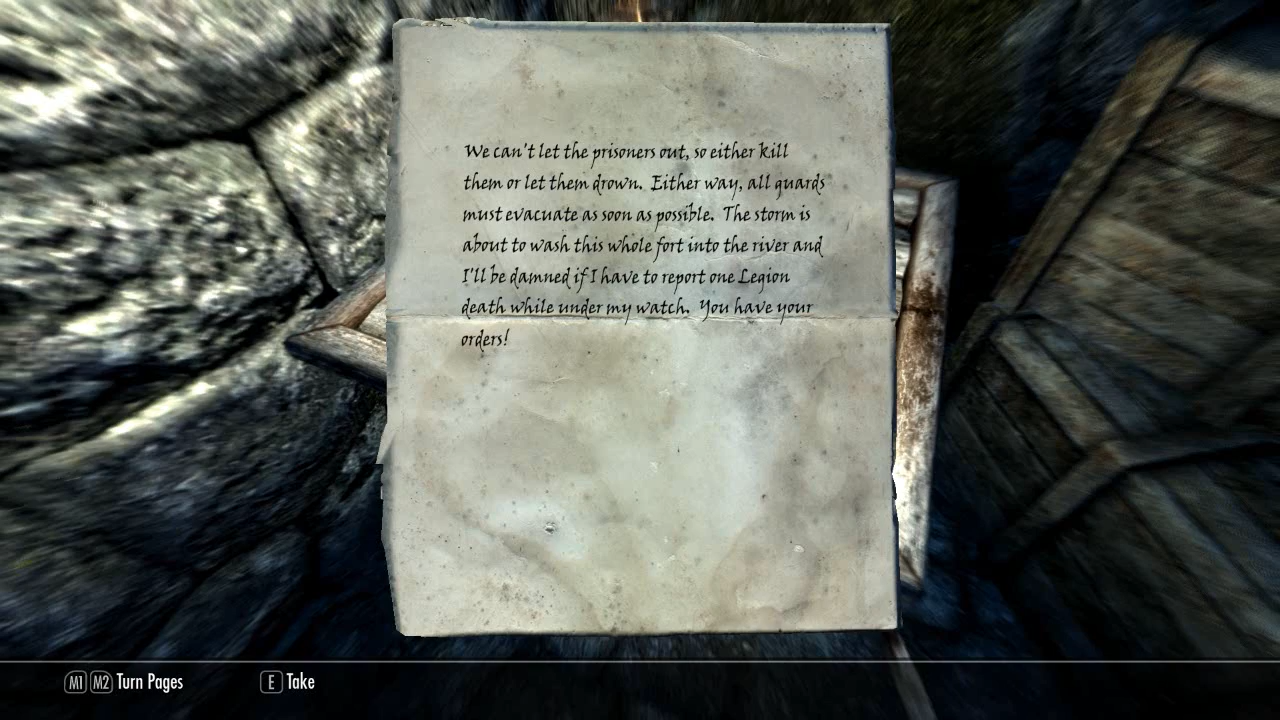 We can't let the prisoners out, so either kill
them or let them drown.  Either way, all guards
must evacuate as soon as possible.  The storm is
about to wash this whole fort into the river and
I'll be damned if I have to report one Legion
death while under my watch.  You have your
orders!
M1 M2 Turn Pages E Take